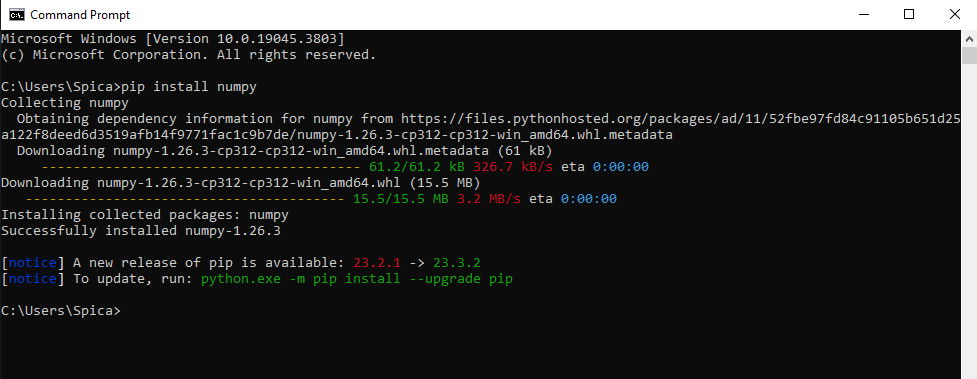 Command Prompt
Microsoft Windows [Version 10.0.19045.3803]
(c) Microsoft Corporation. All rights reserved.
C:\Users\Spica>pip install numpy
Collecting numpy
  Obtaining dependency information for numpy from https://files.pythonhosted.org/packages/ad/11/52fbe97fd84c91105b651d25
a122f8deed6d3519afb14f9771fac1c9b7de/numpy-1.26.3-cp312-cp312-win_amd64.whl.metadata
  Downloading numpy-1.26.3-cp312-cp312-win_amd64.whl.metadata (61 kB)
     ---------------------------------------- 61.2/61.2 kB 326.7 kB/s eta 0:00:00
Downloading numpy-1.26.3-cp312-cp312-win_amd64.whl (15.5 MB)
   ---------------------------------------- 15.5/15.5 MB 3.2 MB/s eta 0:00:00
Installing collected packages: numpy
Successfully installed numpy-1.26.3
[notice] A new release of pip is available: 23.2.1 -> 23.3.2
[notice] To update, run: python.exe -m pip install --upgrade pip
C:\Users\Spica>